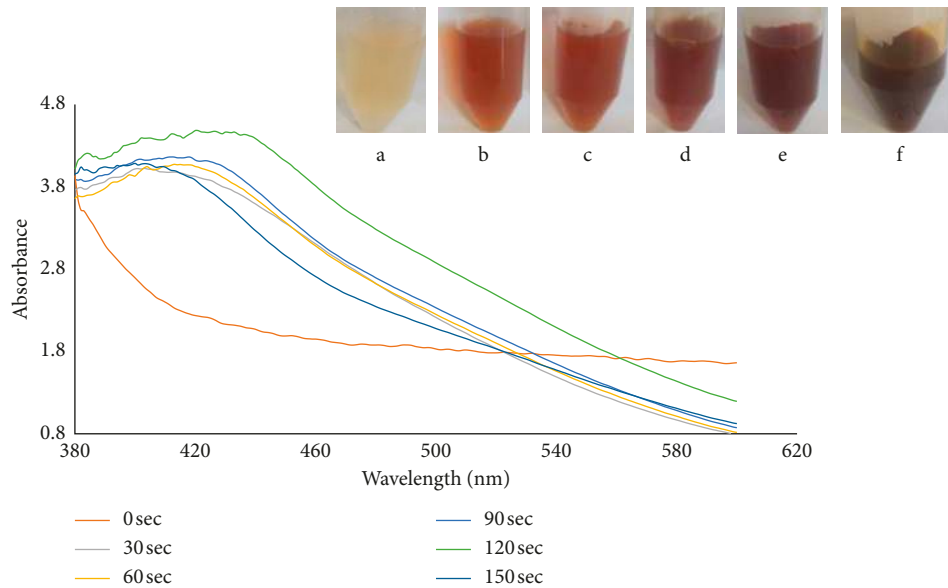 a b c d e f
4.8
3.8
2.8
1.8
0.8
Absorbance
380 420 460 500 540 580 620
Wavelength (nm)
0 sec
30 sec
60 sec
90 sec
120 sec
150 sec